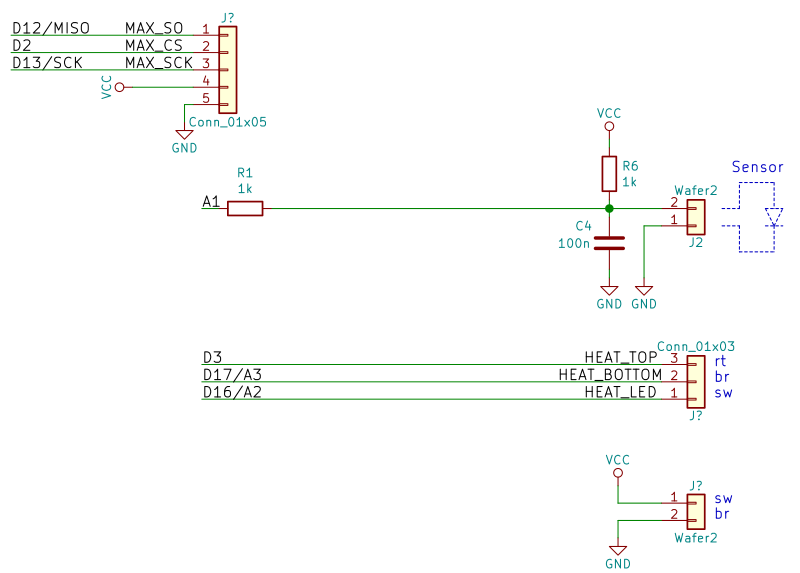 J?
D12/MISO MAX_SO 1
D2 MAX_CS 2
D13/SCK MAX_SCK 3
VCC 4
5
Conn_01x05
GND
VCC
R1
1k
R6
1k
Sensor
Wafer2
A1
2
1
C4
100n
J2
GND GND
Conn_01x03
D3 HEAT_TOP 3 rt
D17/A3 HEAT_BOTTOM 2 br
D16/A2 HEAT_LED 1 sw
J?
VCC
J?
1 sw
2 br
Wafer2
GND